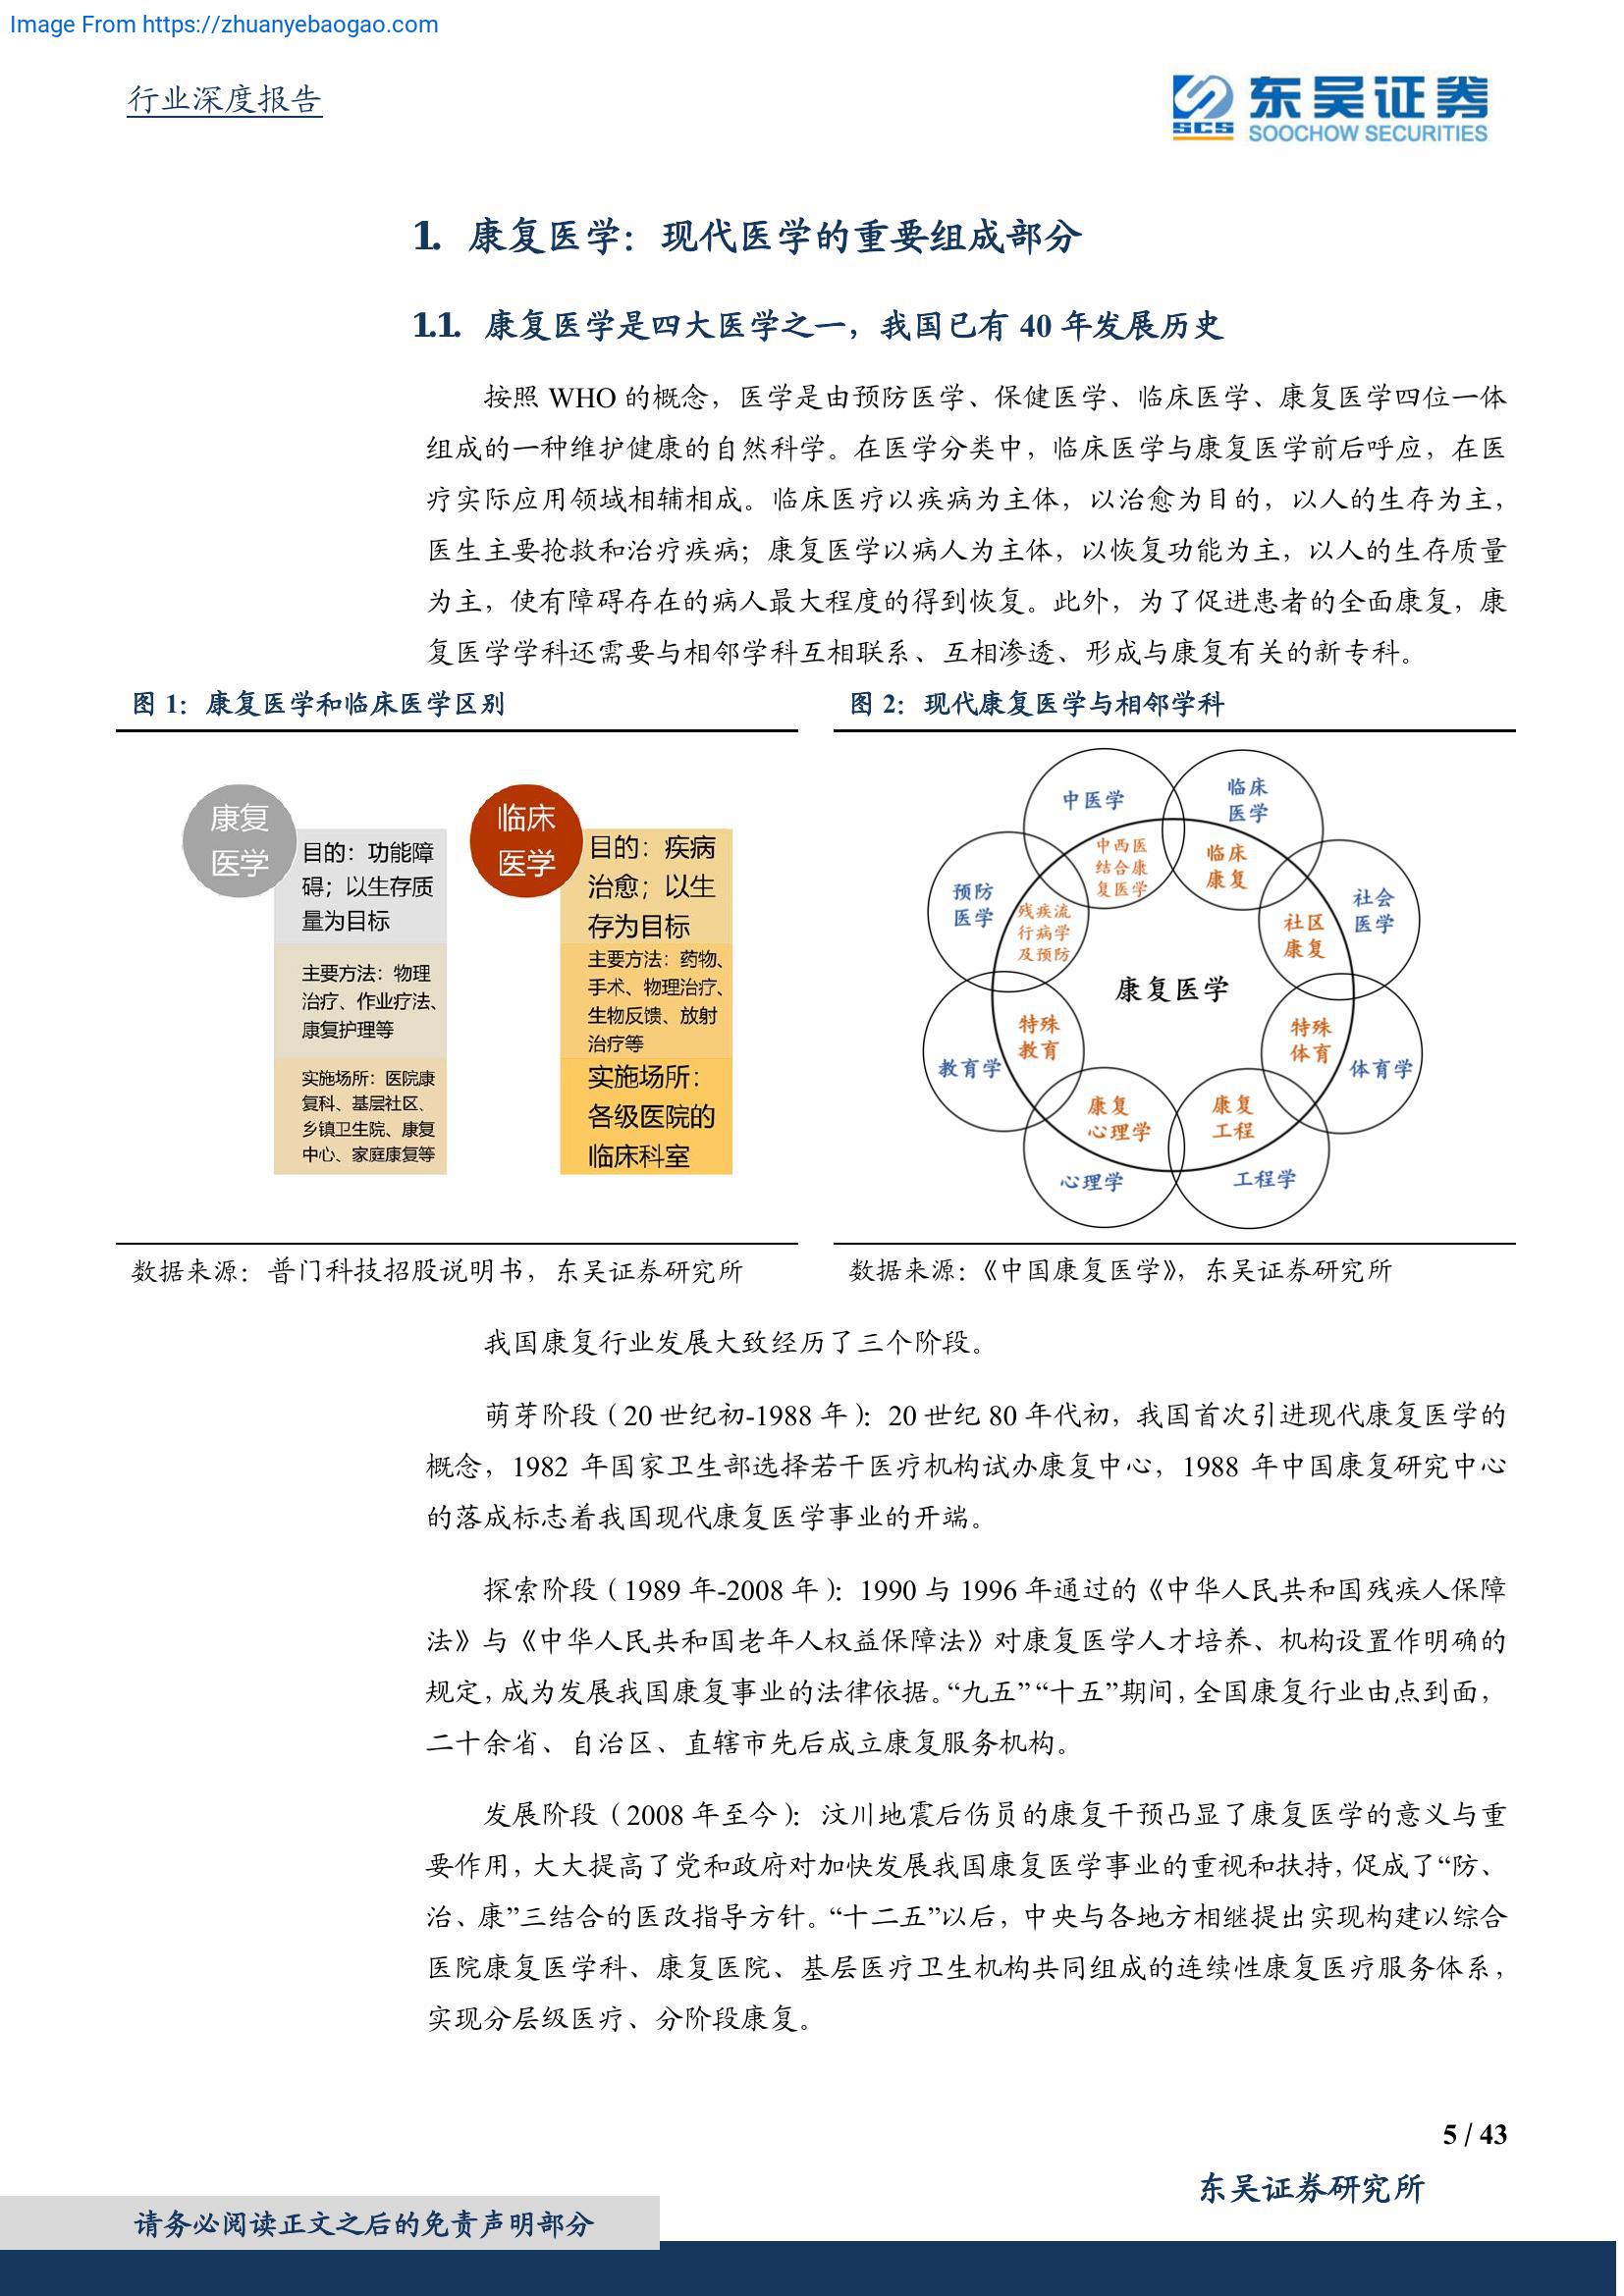 Image From https://zhuanyebaogao.com
行业深度报告
东吴证券
SCS
SOOCHOW SECURITIES
1. 康复医学：现代医学的重要组成部分
1.1. 康复医学是四大医学之一，我国已有 40 年发展历史
按照 WHO 的概念，医学是由预防医学、保健医学、临床医学、康复医学四位一体
组成的一种维护健康的自然科学。在医学分类中，临床医学与康复医学前后呼应，在医
疗实际应用领域相辅相成。临床医疗以疾病为主体，以治愈为目的，以人的生存为主，
医生主要抢救和治疗疾病；康复医学以病人为主体，以恢复功能为主，以人的生存质量
为主，使有障碍存在的病人最大程度的得到恢复。此外，为了促进患者的全面康复，康
复医学学科还需要与相邻学科互相联系、互相渗透、形成与康复有关的新专科。
图 1：康复医学和临床医学区别
康复
医学
目的：功能障
碍；以生存质
量为目标
主要方法：物理
治疗、作业疗法、
康复护理等
实施场所：医院康
复科、基层社区、
乡镇卫生院、康复
中心、家庭康复等
临床
医学
目的：疾病
治愈；以生
存为目标
主要方法：药物、
手术、物理治疗、
生物反馈、放射
治疗等
实施场所：
各级医院的
临床科室
数据来源：普门科技招股说明书，东吴证券研究所
图 2：现代康复医学与相邻学科
中医学
临床
医学
中西医
结合康
复医学
临床
康复
预防
医学
残疾流
行病学
及预防
社会
医学
社区
康复
康复医学
特殊
教育
教育学
特殊
体育
体育学
康复
心理学
康复
工程
心理学
工程学
数据来源：《中国康复医学》，东吴证券研究所
我国康复行业发展大致经历了三个阶段。
萌芽阶段（20 世纪初-1988 年）：20 世纪 80 年代初，我国首次引进现代康复医学的
概念，1982 年国家卫生部选择若干医疗机构试办康复中心，1988 年中国康复研究中心
的落成标志着我国现代康复医学事业的开端。
探索阶段（1989 年-2008 年）：1990 与 1996 年通过的《中华人民共和国残疾人保障
法》与《中华人民共和国老年人权益保障法》对康复医学人才培养、机构设置作明确的
规定，成为发展我国康复事业的法律依据。“九五”“十五”期间，全国康复行业由点到面，
二十余省、自治区、直辖市先后成立康复服务机构。
发展阶段（2008 年至今）：汶川地震后伤员的康复干预凸显了康复医学的意义与重
要作用，大大提高了党和政府对加快发展我国康复医学事业的重视和扶持，促成了“防、
治、康”三结合的医改指导方针。“十二五”以后，中央与各地方相继提出实现构建以综合
医院康复医学科、康复医院、基层医疗卫生机构共同组成的连续性康复医疗服务体系，
实现分层级医疗、分阶段康复。
5 / 43
东吴证券研究所
请务必阅读正文之后的免责声明部分